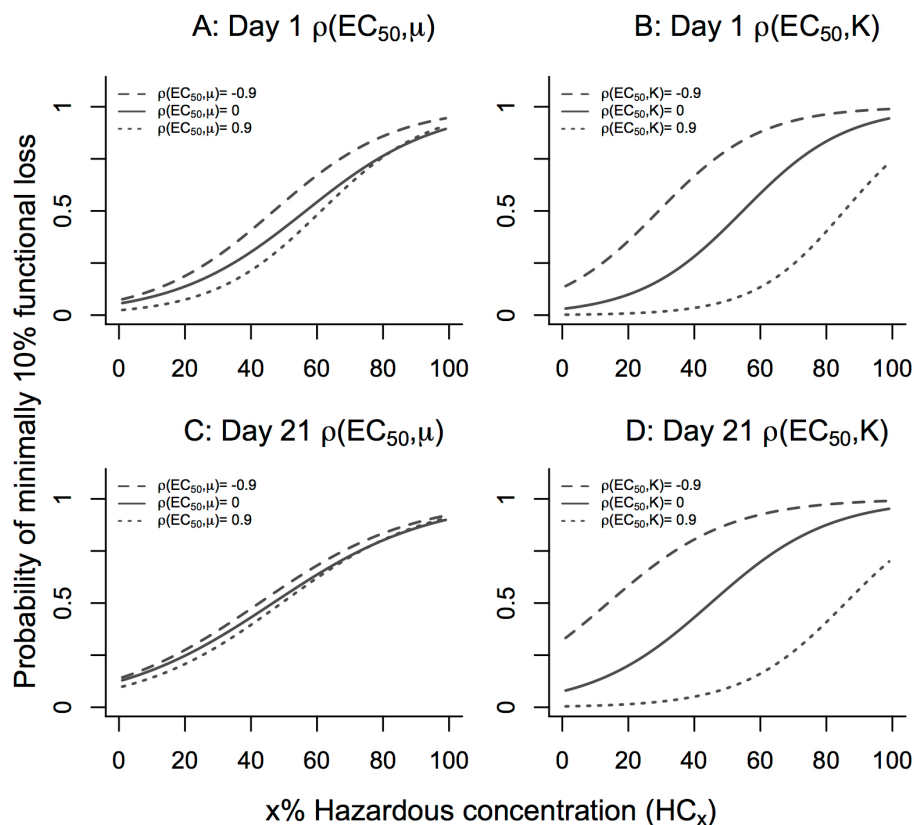 A: Day 1 ρ(EC₅₀,μ)
B: Day 1 ρ(EC₅₀,K)
Probability of minimally 10% functional loss
ρ(EC₅₀,μ)= -0.9
ρ(EC₅₀,μ)= 0
ρ(EC₅₀,μ)= 0.9
1
0.5
0
0 20 40 60 80 100
ρ(EC₅₀,K)= -0.9
ρ(EC₅₀,K)= 0
ρ(EC₅₀,K)= 0.9
1
0.5
0
0 20 40 60 80 100
C: Day 21 ρ(EC₅₀,μ)
D: Day 21 ρ(EC₅₀,K)
ρ(EC₅₀,μ)= -0.9
ρ(EC₅₀,μ)= 0
ρ(EC₅₀,μ)= 0.9
1
0.5
0
0 20 40 60 80 100
ρ(EC₅₀,K)= -0.9
ρ(EC₅₀,K)= 0
ρ(EC₅₀,K)= 0.9
1
0.5
0
0 20 40 60 80 100
x% Hazardous concentration (HCₓ)